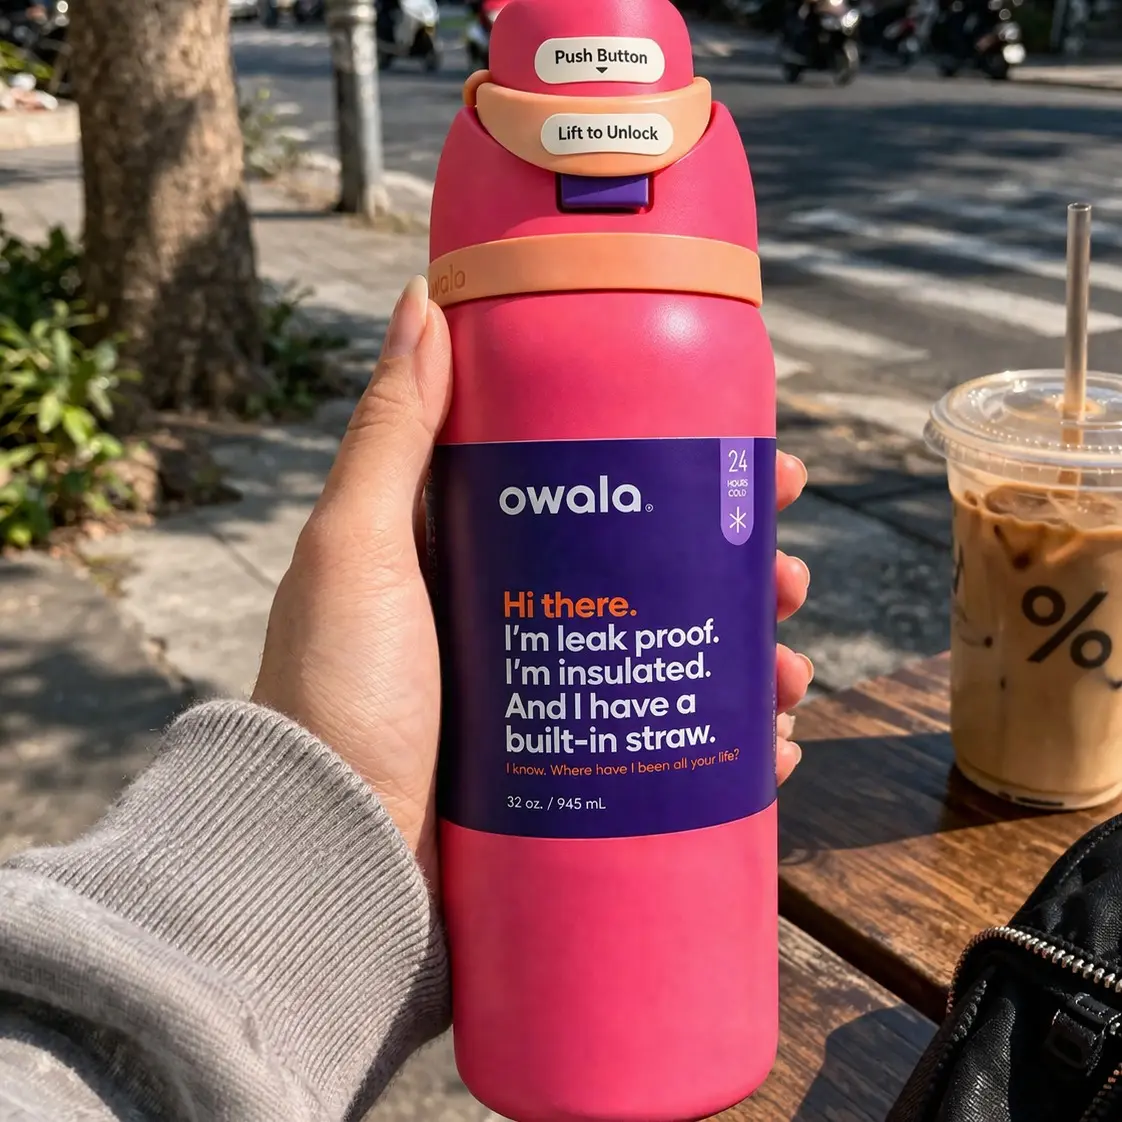 Push Button
Lift to Unlock
owala
owala®
24
HOURS
COLD
Hi there.
I'm leak proof.
I'm insulated.
And I have a
built-in straw.
I know. Where have I been all your life?
32 oz. / 945 mL
%